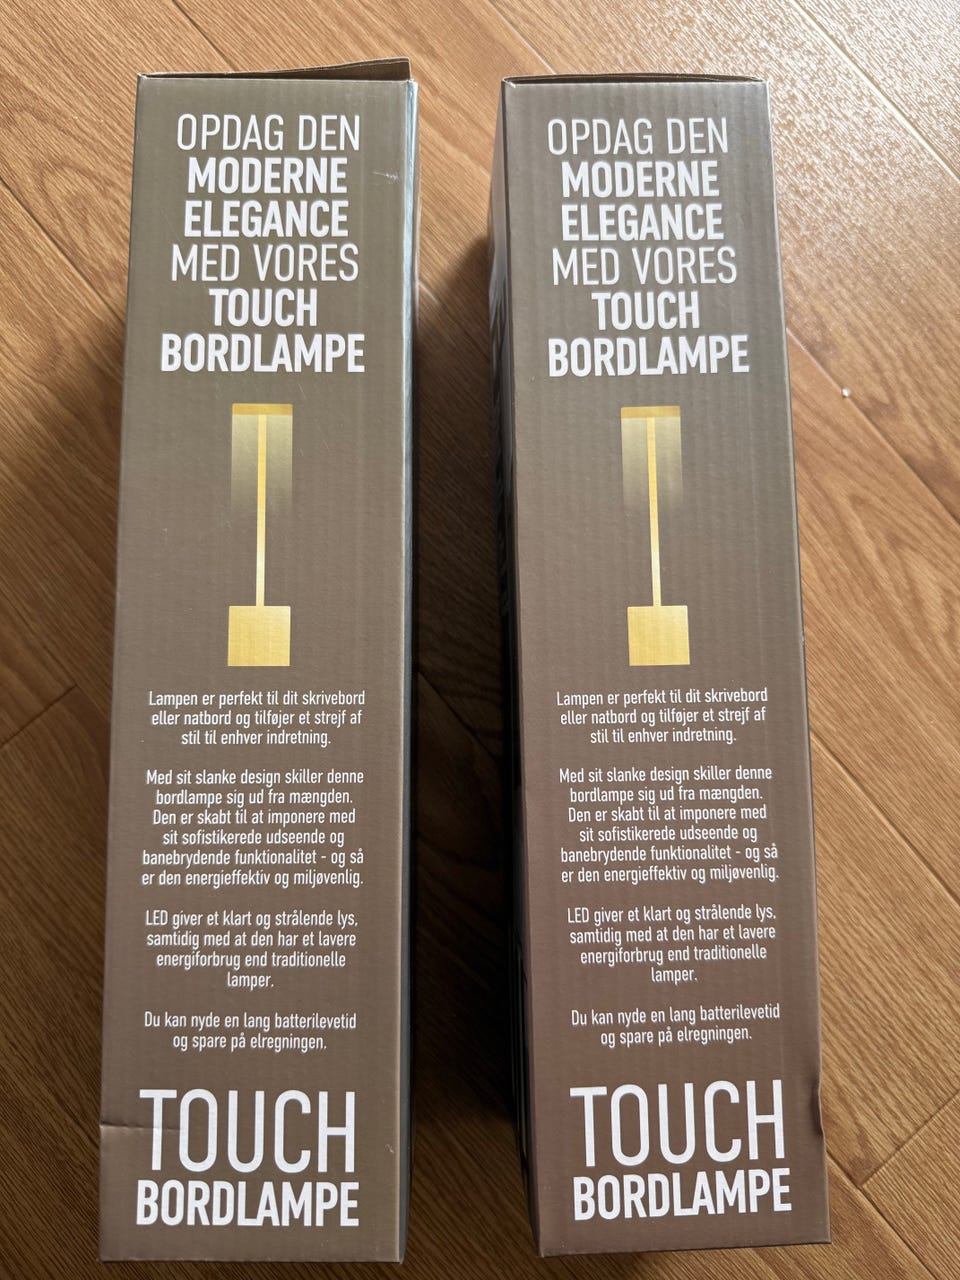 OPDAG DEN
MODERNE
ELEGANCE
MED VORES
TOUCH
BORDLAMPE
Lampen er perfekt til dit skrivebord
eller natbord og tilføjer et strejf af
stil til enhver indretning.
Med sit slanke design skiller denne
bordlampe sig ud fra mængden.
Den er skabt til at imponere med
sit sofistikerede udseende og
banebrydende funktionalitet - og så
er den energieffektiv og miljøvenlig.
LED giver et klart og strålende lys,
samtidig med at den har et lavere
energiforbrug end traditionelle
lamper.
Du kan nyde en lang batterilevetid
og spare på elregningen.
TOUCH
BORDLAMPE
OPDAG DEN
MODERNE
ELEGANCE
MED VORES
TOUCH
BORDLAMPE
Lampen er perfekt til dit skrivebord
eller natbord og tilføjer et strejf af
stil til enhver indretning.
Med sit slanke design skiller denne
bordlampe sig ud fra mængden.
Den er skabt til at imponere med
sit sofistikerede udseende og
banebrydende funktionalitet - og så
er den energieffektiv og miljøvenlig.
LED giver et klart og strålende lys,
samtidig med at den har et lavere
energiforbrug end traditionelle
lamper.
Du kan nyde en lang batterilevetid
og spare på elregningen.
TOUCH
BORDLAMPE